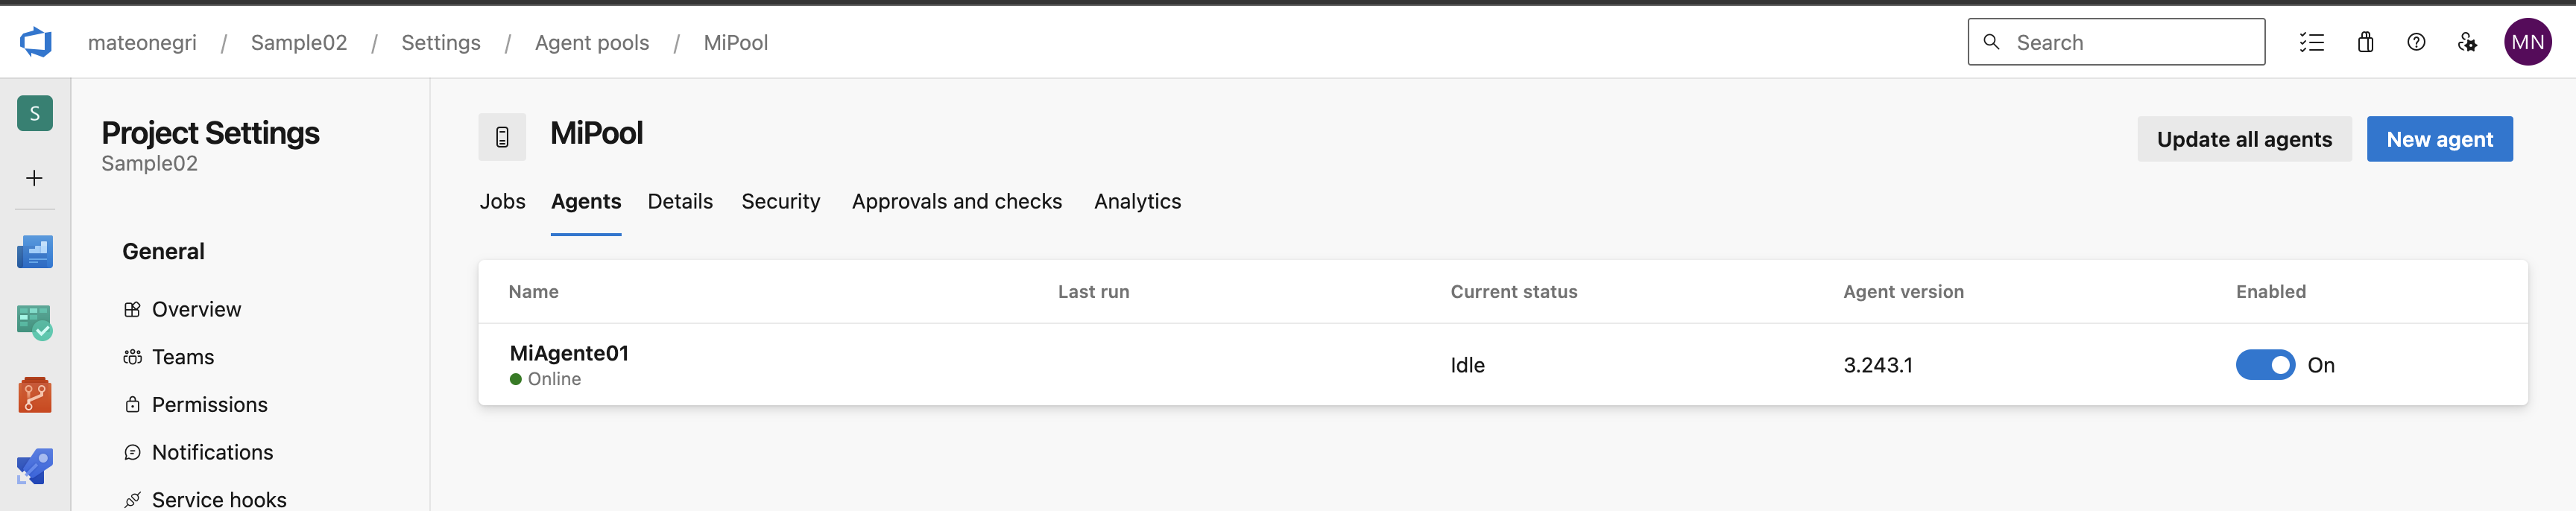 mateonegri / Sample02 / Settings / Agent pools / MiPool
Search
MN
S
Project Settings
Sample02
General
Overview
Teams
Permissions
Notifications
Service hooks
MiPool
Update all agents
New agent
Jobs Agents Details Security Approvals and checks Analytics
Name Last run Current status Agent version Enabled
MiAgente01
Online
Idle
3.243.1
On